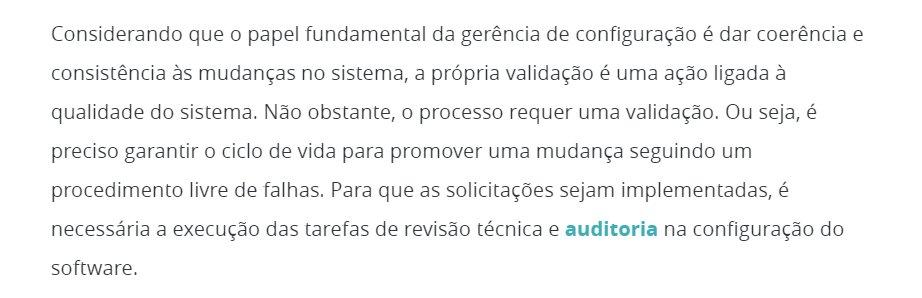 Considerando que o papel fundamental da gerência de configuração é dar coerência e
consistência às mudanças no sistema, a própria validação é uma ação ligada à
qualidade do sistema. Não obstante, o processo requer uma validação. Ou seja, é
preciso garantir o ciclo de vida para promover uma mudança seguindo um
procedimento livre de falhas. Para que as solicitações sejam implementadas, é
necessária a execução das tarefas de revisão técnica e auditoria na configuração do
software.